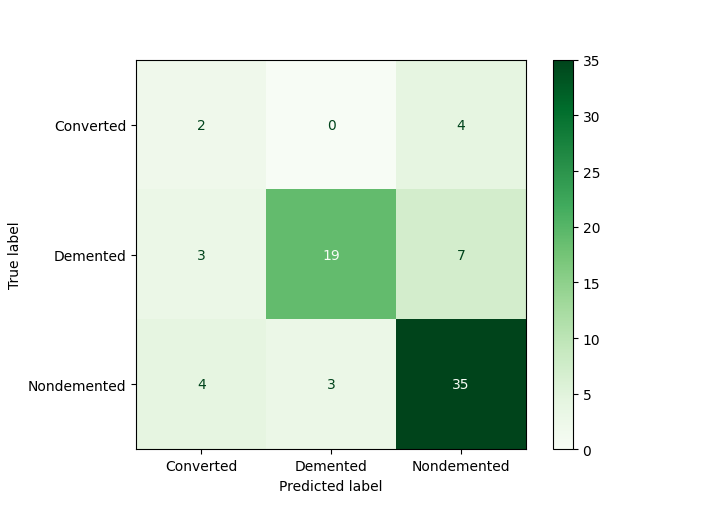 Converted 2 0 4
Demented 3 19 7
Nondemented 4 3 35
Converted Demented Nondemented
Predicted label
True label
35
30
25
20
15
10
5
0